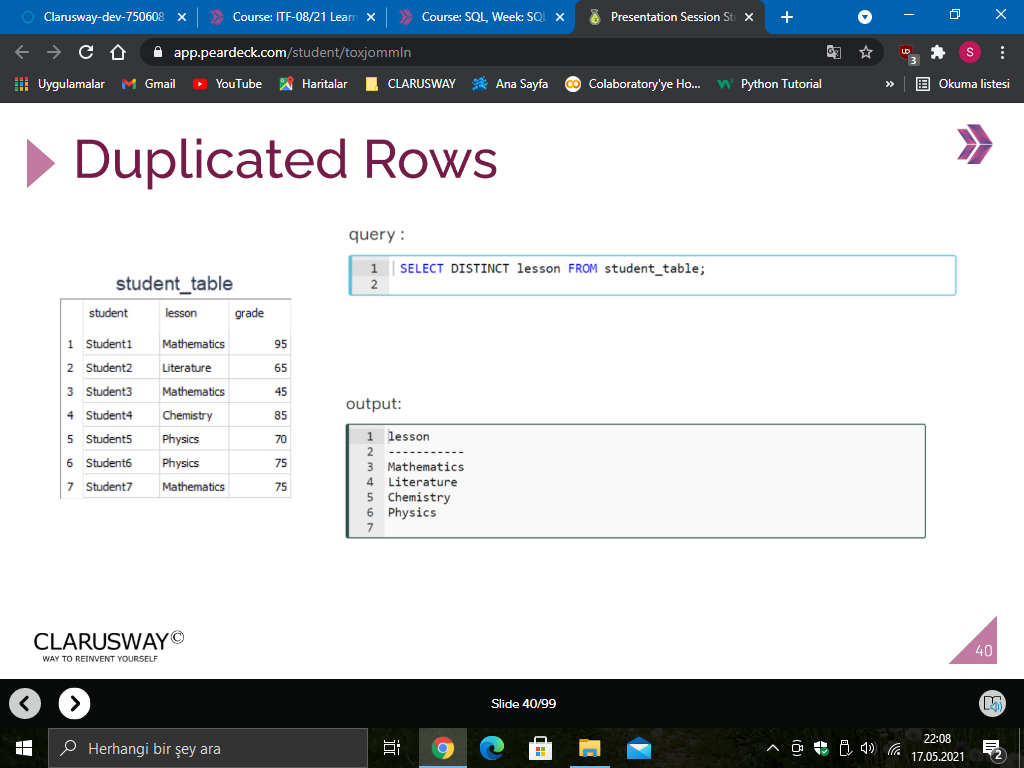 Clarusway-dev-750608
Course: ITF-08/21 Learn
Course: SQL, Week: SQL
Presentation Session St
app.peardeck.com/student/toxjommln
3
S
Uygulamalar
Gmail
YouTube
Haritalar
CLARUSWAY
Ana Sayfa
Colaboratory'ye Ho...
Python Tutorial
»
Okuma listesi
Duplicated Rows
query :
1 SELECT DISTINCT lesson FROM student_table;
2
student_table
student lesson grade
1 Student1 Mathematics 95
2 Student2 Literature 65
3 Student3 Mathematics 45
4 Student4 Chemistry 85
5 Student5 Physics 70
6 Student6 Physics 75
7 Student7 Mathematics 75
output:
1 lesson
2 -----------
3 Mathematics
4 Literature
5 Chemistry
6 Physics
7
CLARUSWAY©
WAY TO REINVENT YOURSELF
40
Slide 40/99
Herhangi bir şey ara
22:08
17.05.2021
2